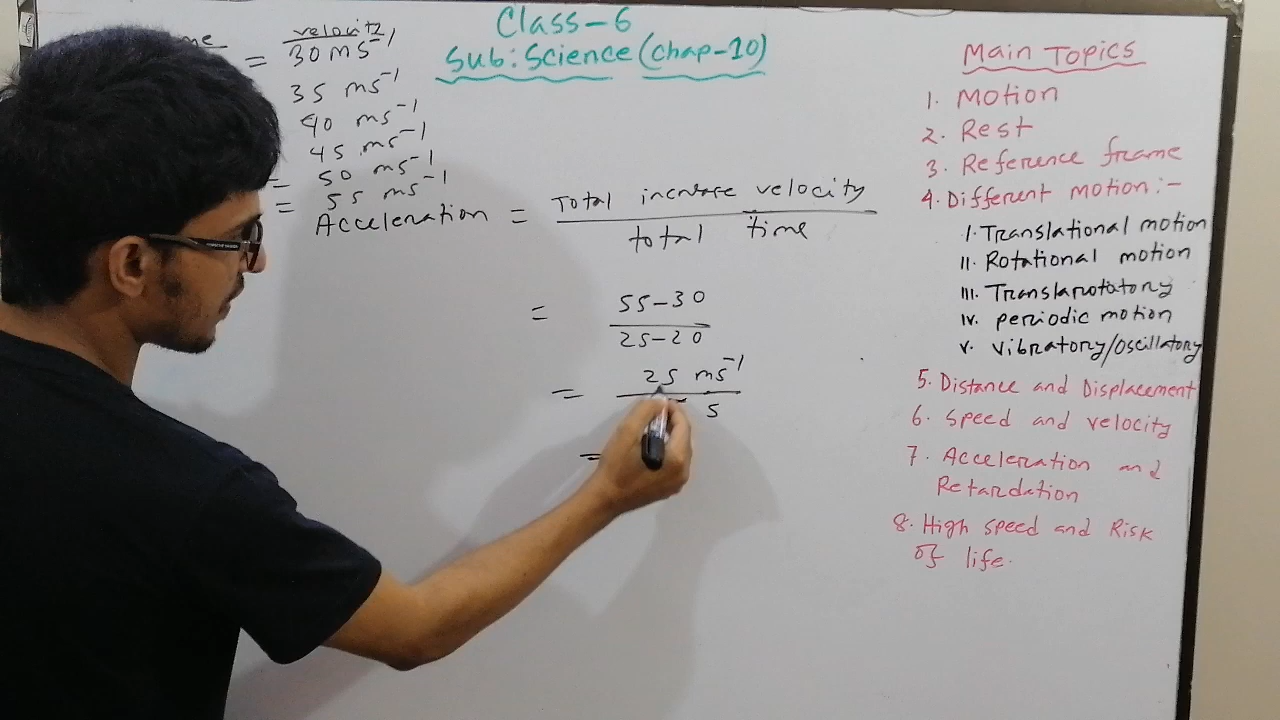 Class-6
Sub: Science (chap-10)
velocity
= 30 ms⁻¹
35 ms⁻¹
40 ms⁻¹
45 ms⁻¹
= 50 ms⁻¹
= 55 ms⁻¹
Acceleration = Total increase velocity
total time
= 55-30
25-20
= 25 ms⁻¹
5
=
Main Topics
1. Motion
2. Rest
3. Reference frame
4. Different motion:-
I. Translational motion
II. Rotational motion
III. Translarotatory
IV. periodic motion
V. vibratory/oscillatory
5. Distance and Displacement
6. Speed and velocity
7. Acceleration and
Retardation
8. High speed and Risk
of life.